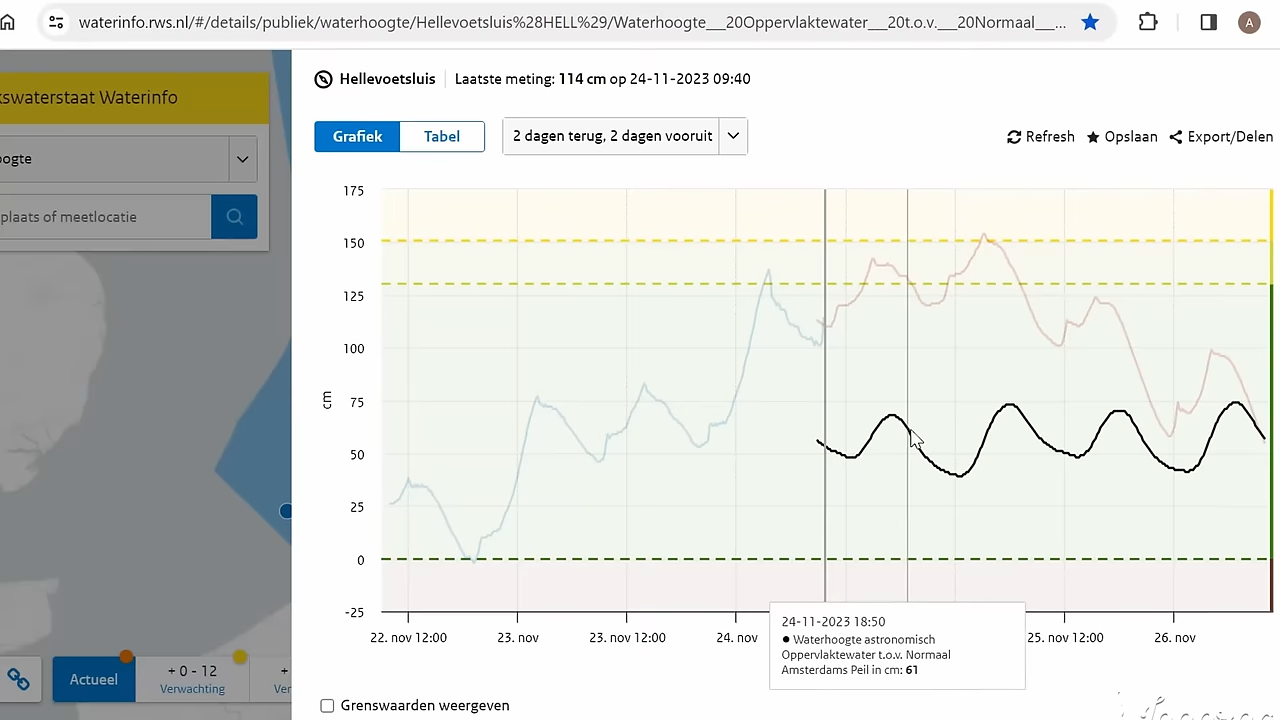 waterinfo.rws.nl/#/details/publiek/waterhoogte/Hellevoetsluis%28HELL%29/Waterhoogte___20Oppervlaktewater___20t.o.v.___20Normaal___...
A
Hellevoetsluis Laatste meting: 114 cm op 24-11-2023 09:40
kswaterstaat Waterinfo
Grafiek Tabel 2 dagen terug, 2 dagen vooruit Refresh Opslaan Export/Delen
oogte
plaats of meetlocatie
175
150
125
100
75
50
25
0
-25
cm
22. nov 12:00 23. nov 23. nov 12:00 24. nov 25. nov 12:00 26. nov
24-11-2023 18:50
Waterhoogte astronomisch
Oppervlaktewater t.o.v. Normaal
Amsterdams Peil in cm: 61
Actueel + 0 - 12 +
Verwachting Ver
Grenswaarden weergeven